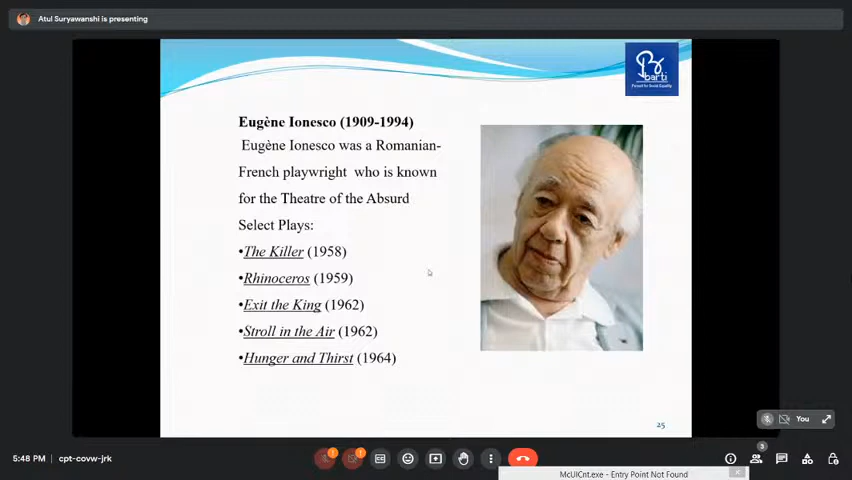 Atul Suryawanshi is presenting
barti
Eugène Ionesco (1909-1994)
Eugène Ionesco was a Romanian-
French playwright who is known
for the Theatre of the Absurd
Select Plays:
•The Killer (1958)
•Rhinoceros (1959)
•Exit the King (1962)
•Stroll in the Air (1962)
•Hunger and Thirst (1964)
25
You
3
5:48 PM | cpt-covw-jrk
McUICnt.exe - Entry Point Not Found